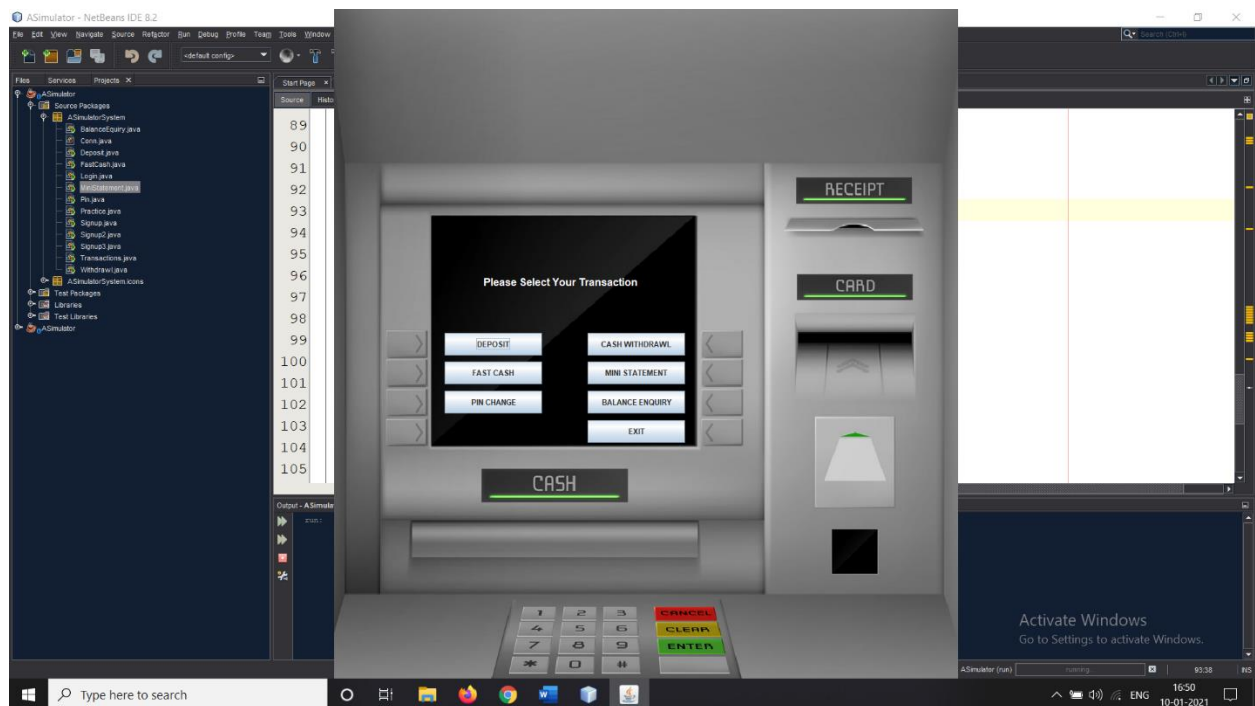 ASimulator - NetBeans IDE 8.2
File Edit View Navigate Source Refactor Run Debug Profile Team Tools Window
Search (Ctrl+I)
<default config>
Files Services Projects
Start Page
Source Histo
ASimulator
Source Packages
ASimulatorSystem
BalanceEquiry.java
Conn.java
Deposit.java
FastCash.java
Login.java
MiniStatement.java
Pin.java
Practice.java
Signup.java
Signup2.java
Signup3.java
Transactions.java
Withdrawl.java
ASimulatorSystem.icons
Test Packages
Libraries
Test Libraries
ASimulator
89
90
91
92
93
94
95
96
97
98
99
100
101
102
103
104
105
RECEIPT
CARD
Please Select Your Transaction
DEPOSIT CASH WITHDRAWL
FAST CASH MINI STATEMENT
PIN CHANGE BALANCE ENQUIRY
EXIT
CASH
1 2 3 CANCEL
4 5 6 CLEAR
7 8 9 ENTER
* 0 #
Output - ASimula
run:
Activate Windows
Go to Settings to activate Windows.
ASimulator (run) running... 93:38 INS
Type here to search
ENG
16:50
10-01-2021